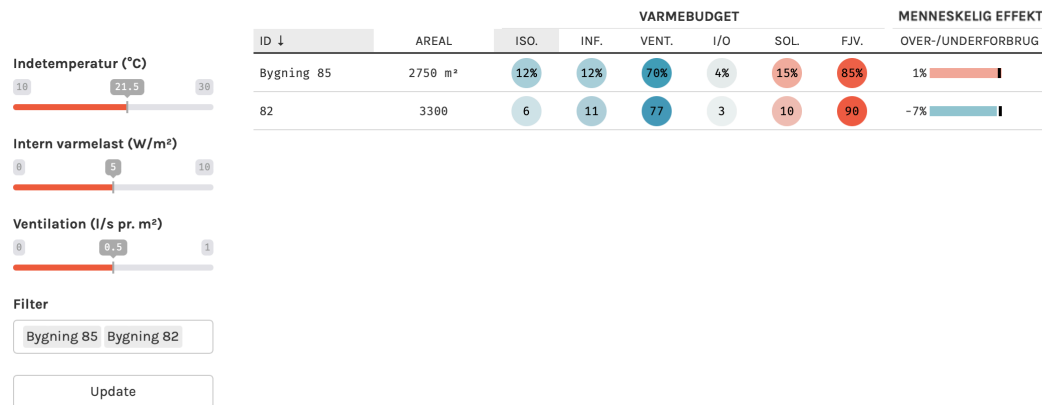 VARMEBUDGET MENNESKELIG EFFEKT
ID ↓ AREAL ISO. INF. VENT. I/O SOL. FJV. OVER-/UNDERFORBRUG
Bygning 85 2750 m² 12% 12% 70% 4% 15% 85% 1%
82 3300 6 11 77 3 10 90 -7%
Indetemperatur (°C)
10 21.5 30
Intern varmelast (W/m²)
0 5 10
Ventilation (l/s pr. m²)
0 0.5 1
Filter
Bygning 85 Bygning 82
Update